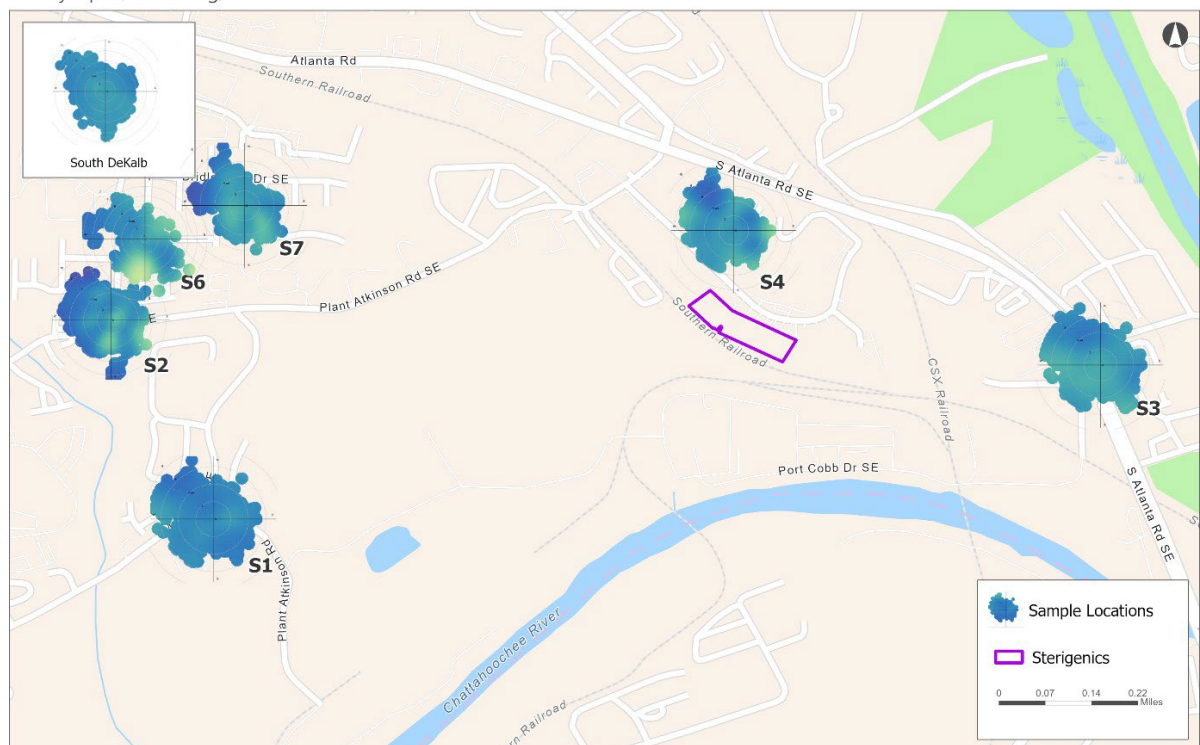 Atlanta Rd
Southern Railroad
South DeKalb
Dr SE
S Atlanta Rd SE
S7
S6
S4
Plant Atkinson Rd SE
E
S2
Southern Railroad
CSX Railroad
S3
Port Cobb Dr SE
S Atlanta Rd SE
S1
Plant Atkinson Rd
Chattahoochee River
Railroad
Sample Locations
Sterigenics
0 0.07 0.14 0.22
Miles